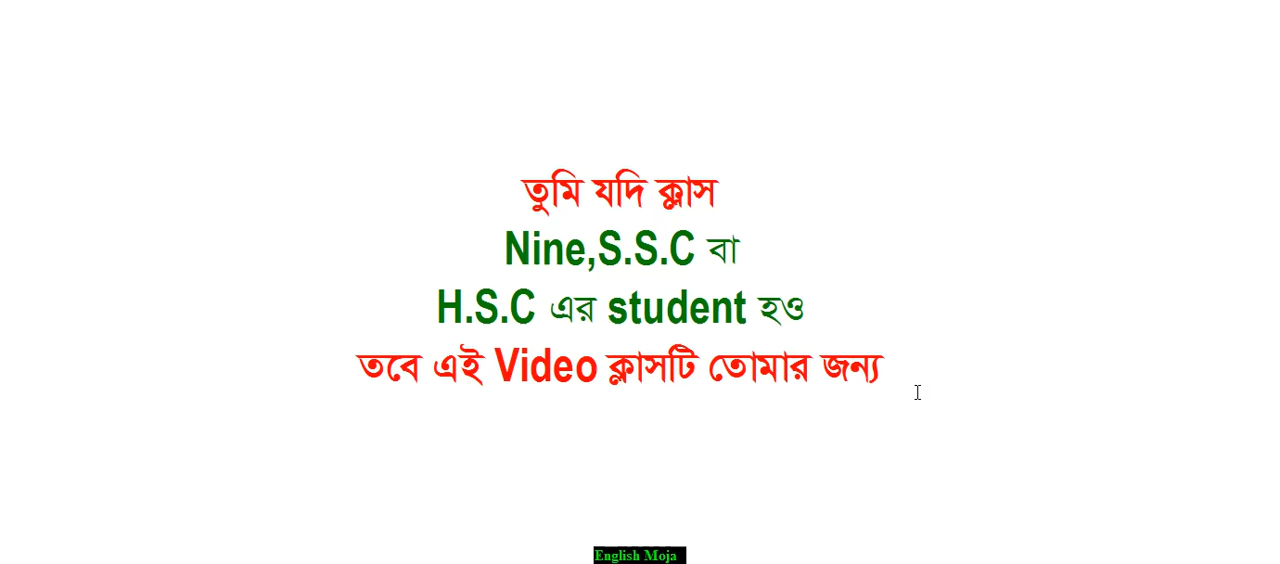 তুমি যদি ক্লাস
Nine,S.S.C বা
H.S.C এর student হও
তবে এই Video ক্লাসটি তোমার জন্য
English Moja